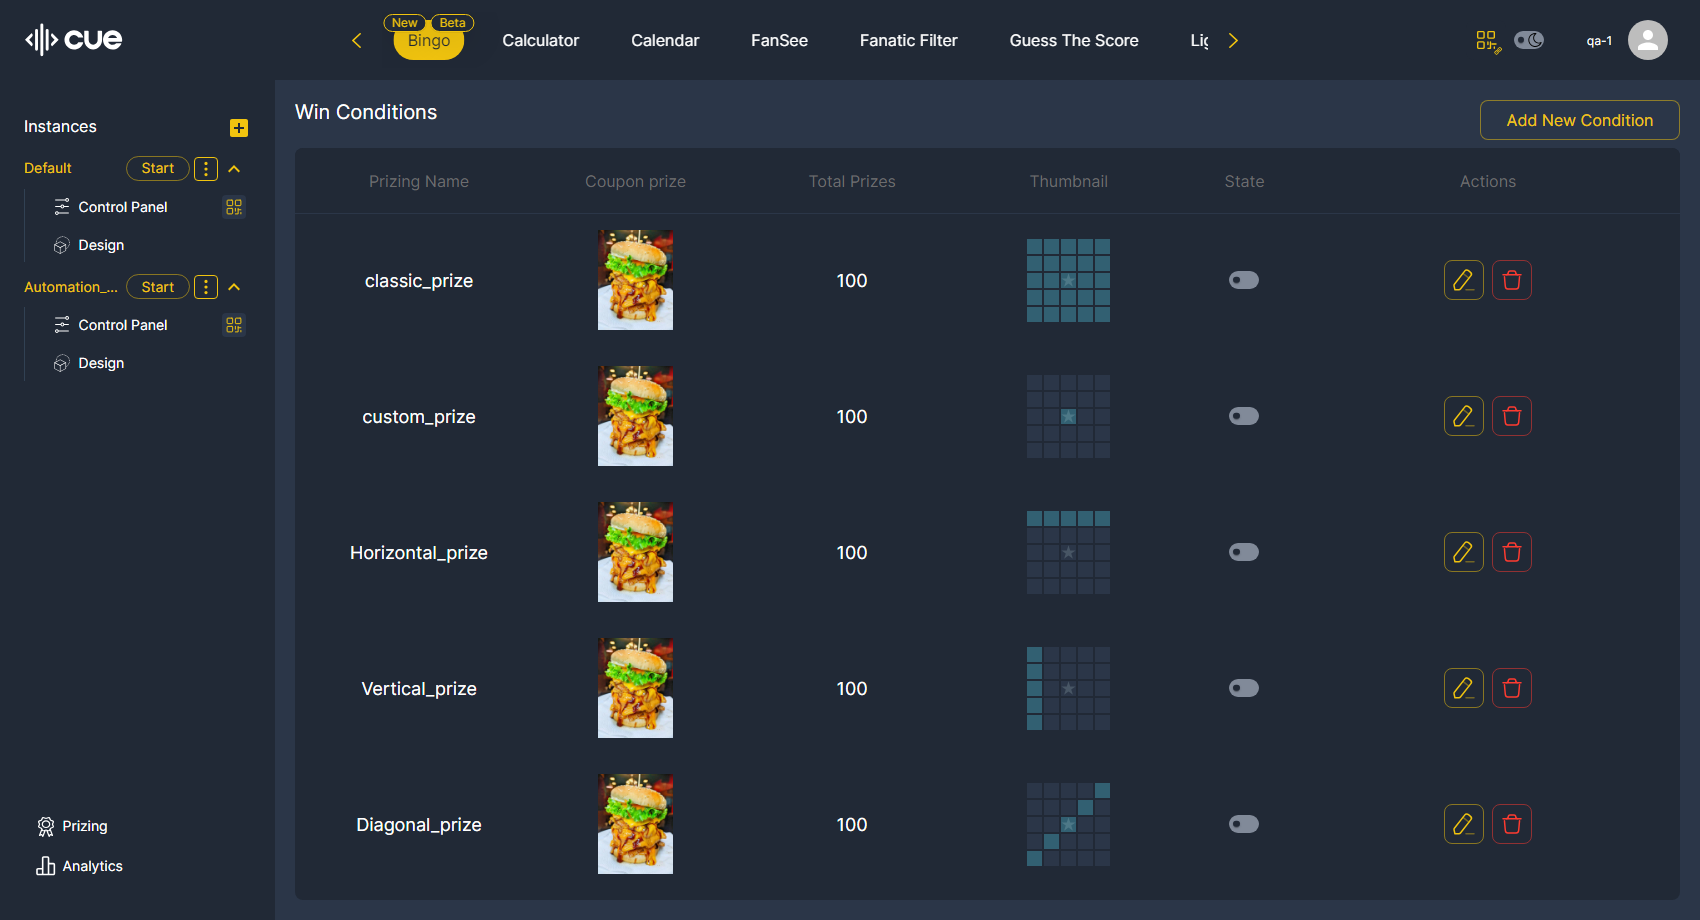 cue
New Beta
Bingo Calculator Calendar FanSee Fanatic Filter Guess The Score Lig
qa-1
Instances
Default Start
Control Panel
Design
Automation_... Start
Control Panel
Design
Prizing
Analytics
Win Conditions
Add New Condition
Prizing Name Coupon prize Total Prizes Thumbnail State Actions
classic_prize 100
custom_prize 100
Horizontal_prize 100
Vertical_prize 100
Diagonal_prize 100